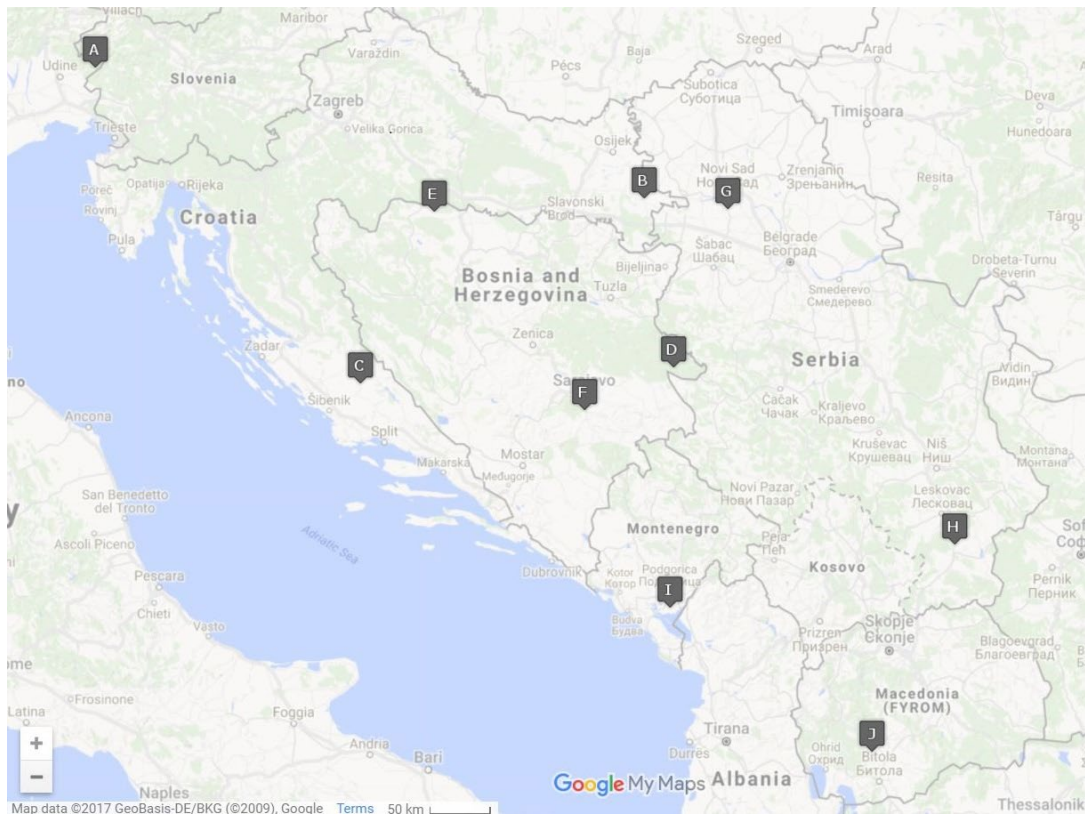 Villach
Maribor
A
Udine
Varaždin
Slovenia
Baja
Szeged
Arad
Pécs
Subotica
Суботица
Deva
Zagreb
Timișoara
Velika Gorica
Trieste
Hunedoara
Osijek
Poreč
Opatija
Rijeka
E
B
Novi Sad
G
Zrenjanin
Зрењанин
Resita
Rovinj
Croatia
Slavonski
Brod
Târgu
Pula
Šabac
Шабац
Belgrade
Београд
Bosnia and
Herzegovina
Bijeljina
Tuzla
Drobeta-Turnu
Severin
Smederevo
Смедерево
Zenica
Zadar
D
Serbia
C
Vidin
Видин
Sarajevo
F
Šibenik
Čačak
Чачак
Kraljevo
Краљево
Ancona
Split
Kruševac
Крушевац
Niš
Ниш
Montana
Монтана
Mostar
Makarska
Međugorje
San Benedetto
del Tronto
Novi Pazar
Нови Пазар
Leskovac
Лесковац
y
H
Adriatic Sea
Montenegro
Ascoli Piceno
Peja
Kosovo
Pescara
Dubrovnik
Kotor
Котор
Podgorica
I
Pernik
Перник
Chieti
Budva
Будва
Vasto
Prizren
Призрен
Skopje
Скопје
Blagoevgrad
Благоевград
Frosinone
Macedonia
(FYROM)
Latina
Foggia
Tirana
J
Andria
Durrës
Ohrid
Охрид
Bitola
Битола
Bari
+
−
Google My Maps
Albania
Naples
Thessaloniki
Map data ©2017 GeoBasis-DE/BKG (©2009), Google Terms 50 km